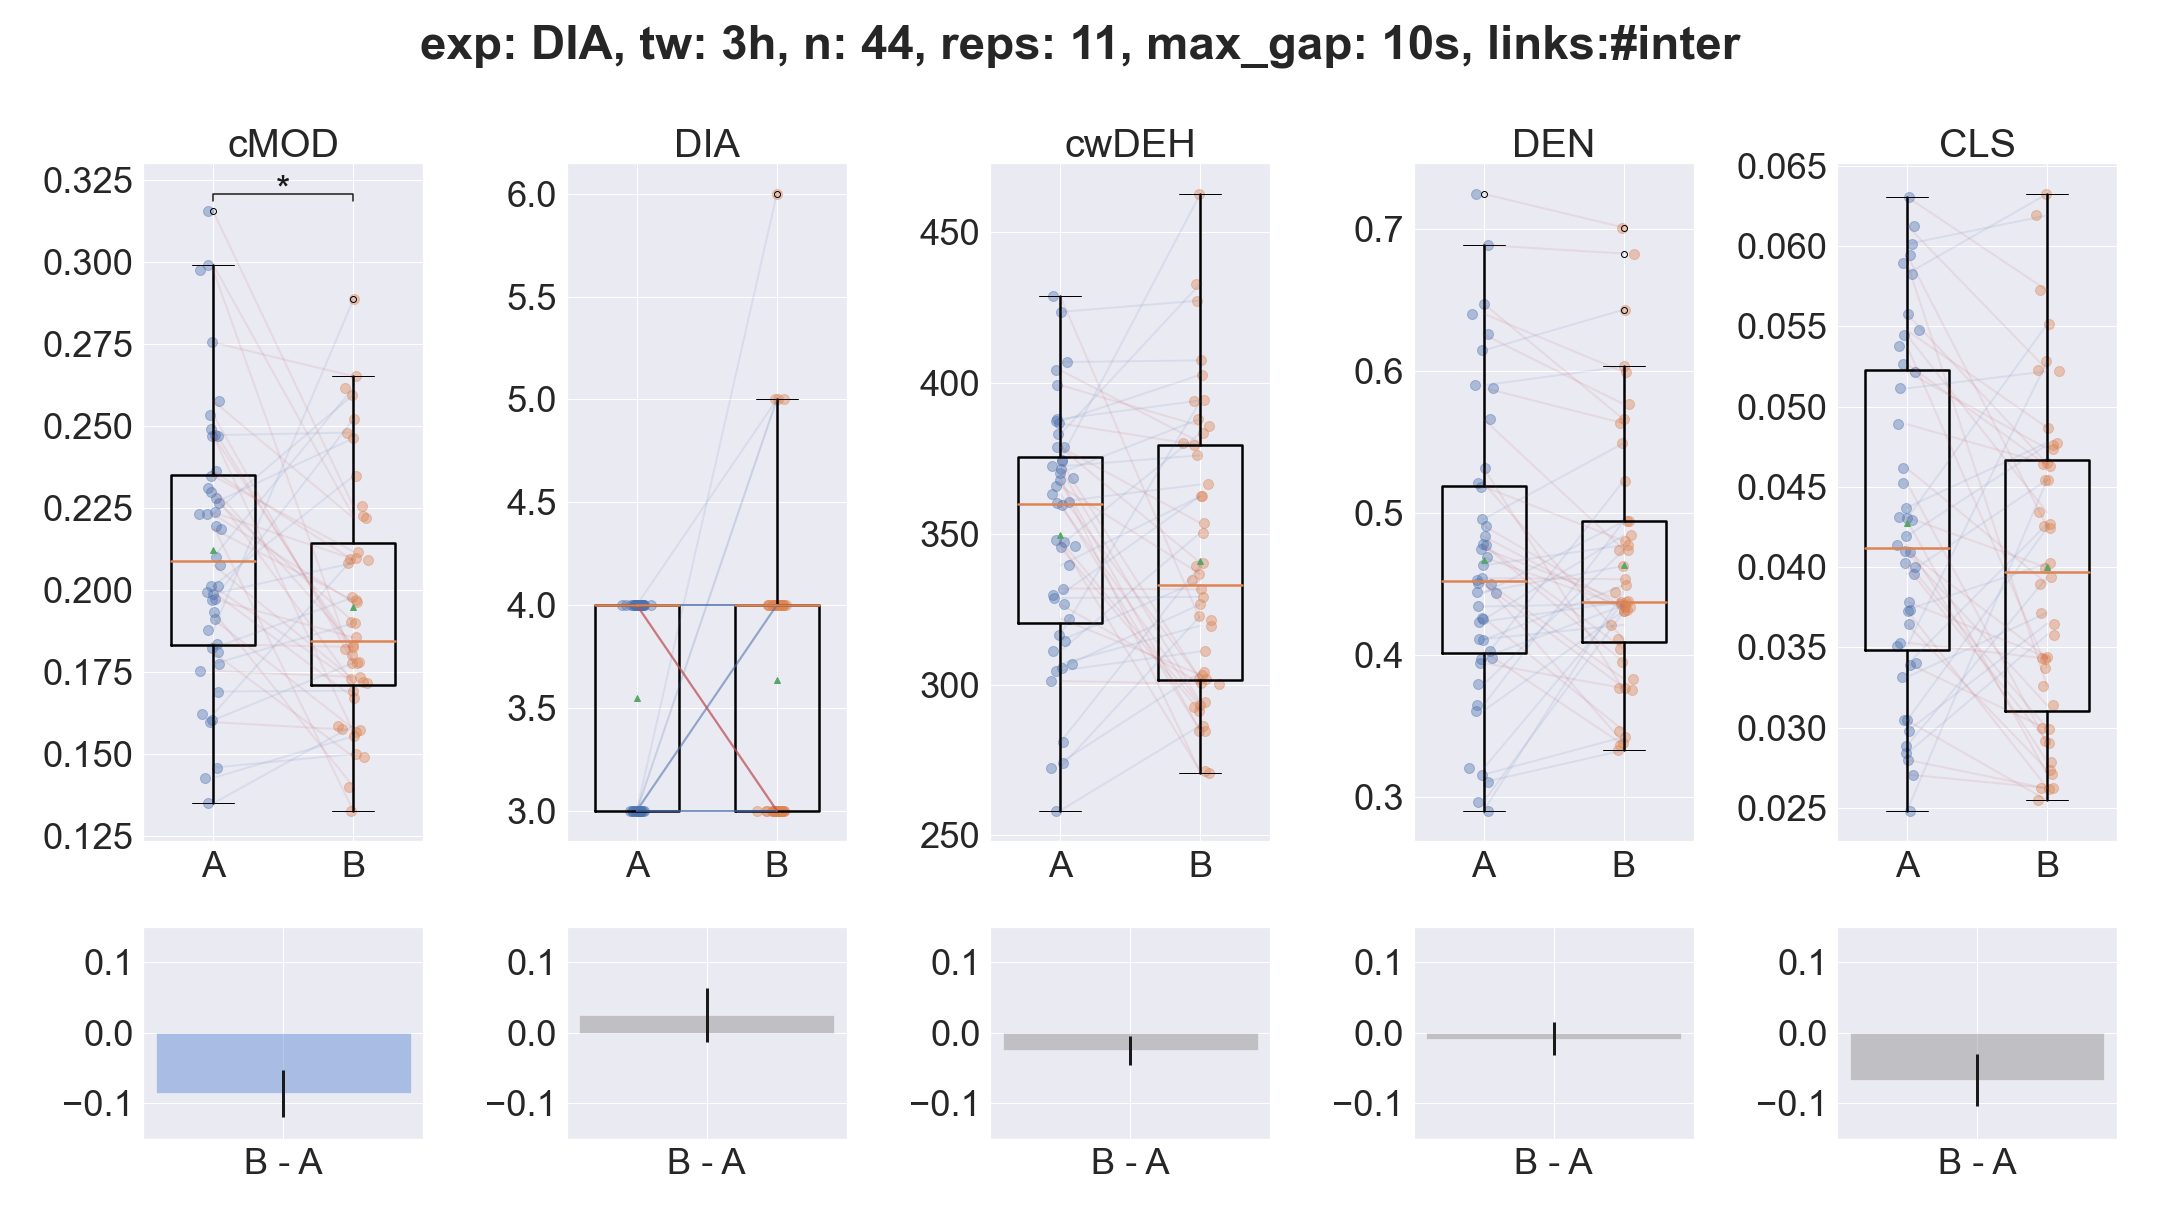 exp: DIA, tw: 3h, n: 44, reps: 11, max_gap: 10s, links:#inter
cMOD
DIA
cwDEH
DEN
CLS
0.325
0.300
0.275
0.250
0.225
0.200
0.175
0.150
0.125
*
A
B
6.0
5.5
5.0
4.5
4.0
3.5
3.0
A
B
450
400
350
300
250
A
B
0.7
0.6
0.5
0.4
0.3
A
B
0.065
0.060
0.055
0.050
0.045
0.040
0.035
0.030
0.025
A
B
0.1
0.0
−0.1
B - A
0.1
0.0
−0.1
B - A
0.1
0.0
−0.1
B - A
0.1
0.0
−0.1
B - A
0.1
0.0
−0.1
B - A